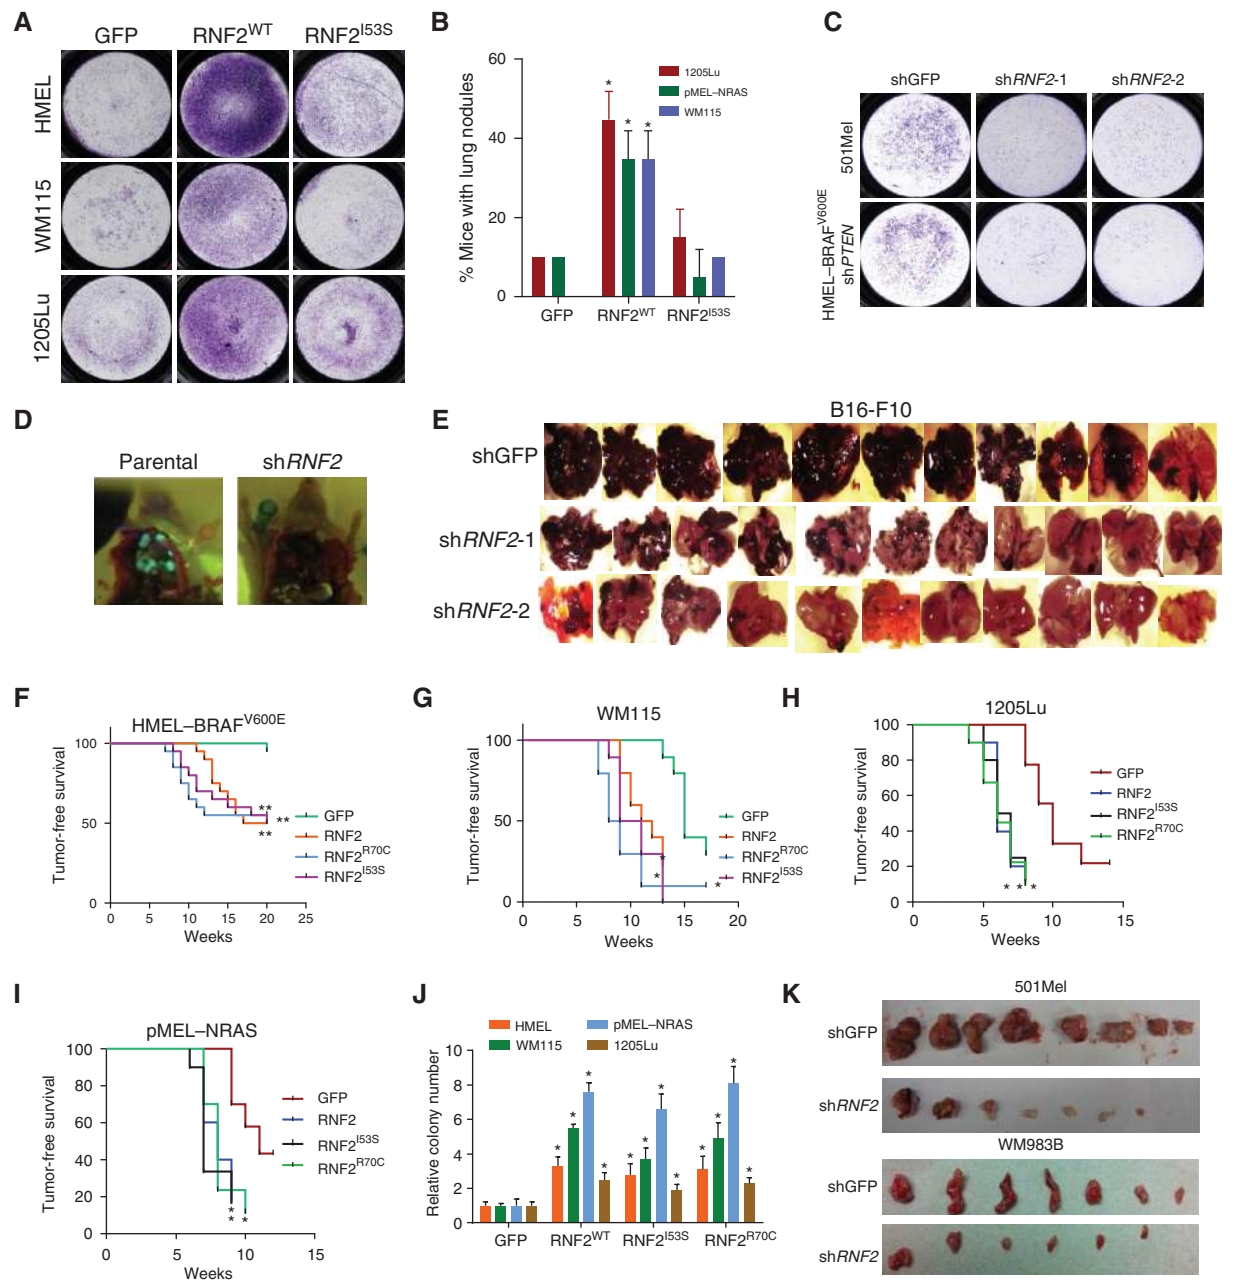 A
GFP RNF2WT RNF2I53S
HMEL
WM115
1205Lu
B
% Mice with lung nodules
60
40
20
0
1205Lu
pMEL–NRAS
WM115
* * *
GFP RNF2WT RNF2I53S
C
shGFP shRNF2-1 shRNF2-2
501Mel
HMEL–BRAFV600E
shPTEN
D
Parental shRNF2
E
B16-F10
shGFP
shRNF2-1
shRNF2-2
F
HMEL–BRAFV600E
Tumor-free survival
100
50
0
0 5 10 15 20 25
Weeks
GFP
RNF2
RNF2R70C
RNF2I53S
**
**
**
G
WM115
Tumor-free survival
100
50
0
0 5 10 15 20
Weeks
GFP
RNF2
RNF2R70C
RNF2I53S
*
*
*
H
1205Lu
Tumor-free survival
100
80
60
40
20
0
0 5 10 15
Weeks
GFP
RNF2
RNF2I53S
RNF2R70C
* * *
I
pMEL–NRAS
Tumor-free survival
100
80
60
40
20
0
0 5 10 15
Weeks
GFP
RNF2
RNF2I53S
RNF2R70C
*
* *
J
HMEL pMEL–NRAS
WM115 1205Lu
Relative colony number
10
8
6
4
2
0
* * * * * * * * * * * *
GFP RNF2WT RNF2I53S RNF2R70C
K
501Mel
shGFP
shRNF2
WM983B
shGFP
shRNF2